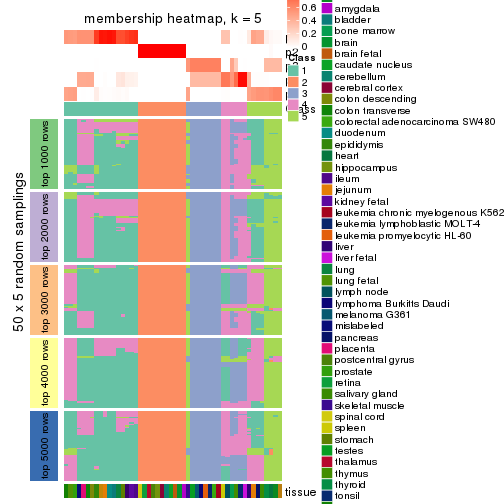 membership heatmap, k = 5
0.6
0.4
0.2
0
Class
1
2
3
4
5
50 x 5 random samplings
top 1000 rows
top 2000 rows
top 3000 rows
top 4000 rows
top 5000 rows
tissue
amygdala
bladder
bone marrow
brain
brain fetal
caudate nucleus
cerebellum
cerebral cortex
colon descending
colon transverse
colorectal adenocarcinoma SW480
duodenum
epididymis
heart
hippocampus
ileum
jejunum
kidney fetal
leukemia chronic myelogenous K562
leukemia lymphoblastic MOLT-4
leukemia promyelocytic HL-60
liver
liver fetal
lung
lung fetal
lymph node
lymphoma Burkitts Daudi
melanoma G361
mislabeled
pancreas
placenta
postcentral gyrus
prostate
retina
salivary gland
skeletal muscle
spinal cord
spleen
stomach
testes
thalamus
thymus
thyroid
tonsil